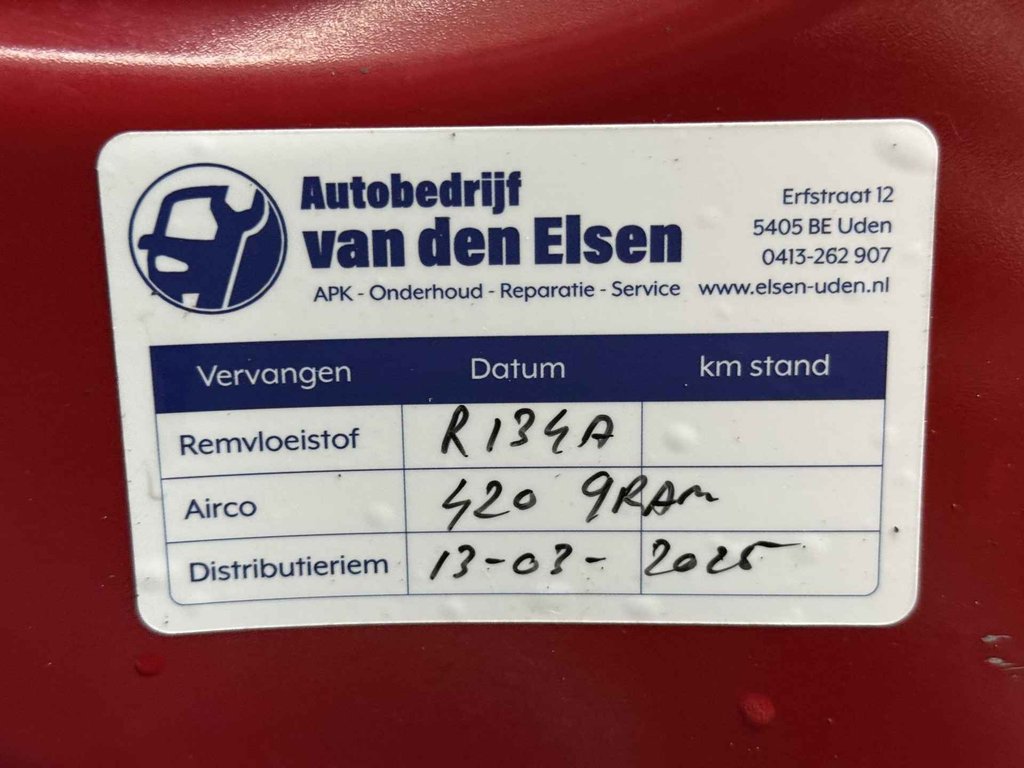 Autobedrijf
van den Elsen
APK - Onderhoud - Reparatie - Service
Erfstraat 12
5405 BE Uden
0413-262 907
www.elsen-uden.nl
Vervangen Datum km stand
Remvloeistof R134A
Airco 420 GRAM
Distributieriem 13-03-2025